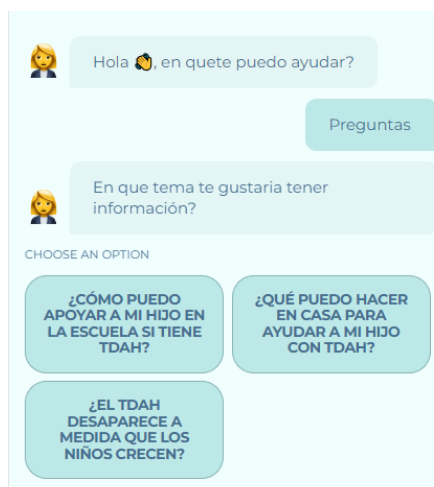 Hola 👏, en quete puedo ayudar?
Preguntas
En que tema te gustaria tener
información?
CHOOSE AN OPTION
¿CÓMO PUEDO
APOYAR A MI HIJO EN
LA ESCUELA SI TIENE
TDAH?
¿QUÉ PUEDO HACER
EN CASA PARA
AYUDAR A MI HIJO
CON TDAH?
¿EL TDAH
DESAPARECE A
MEDIDA QUE LOS
NIÑOS CRECEN?